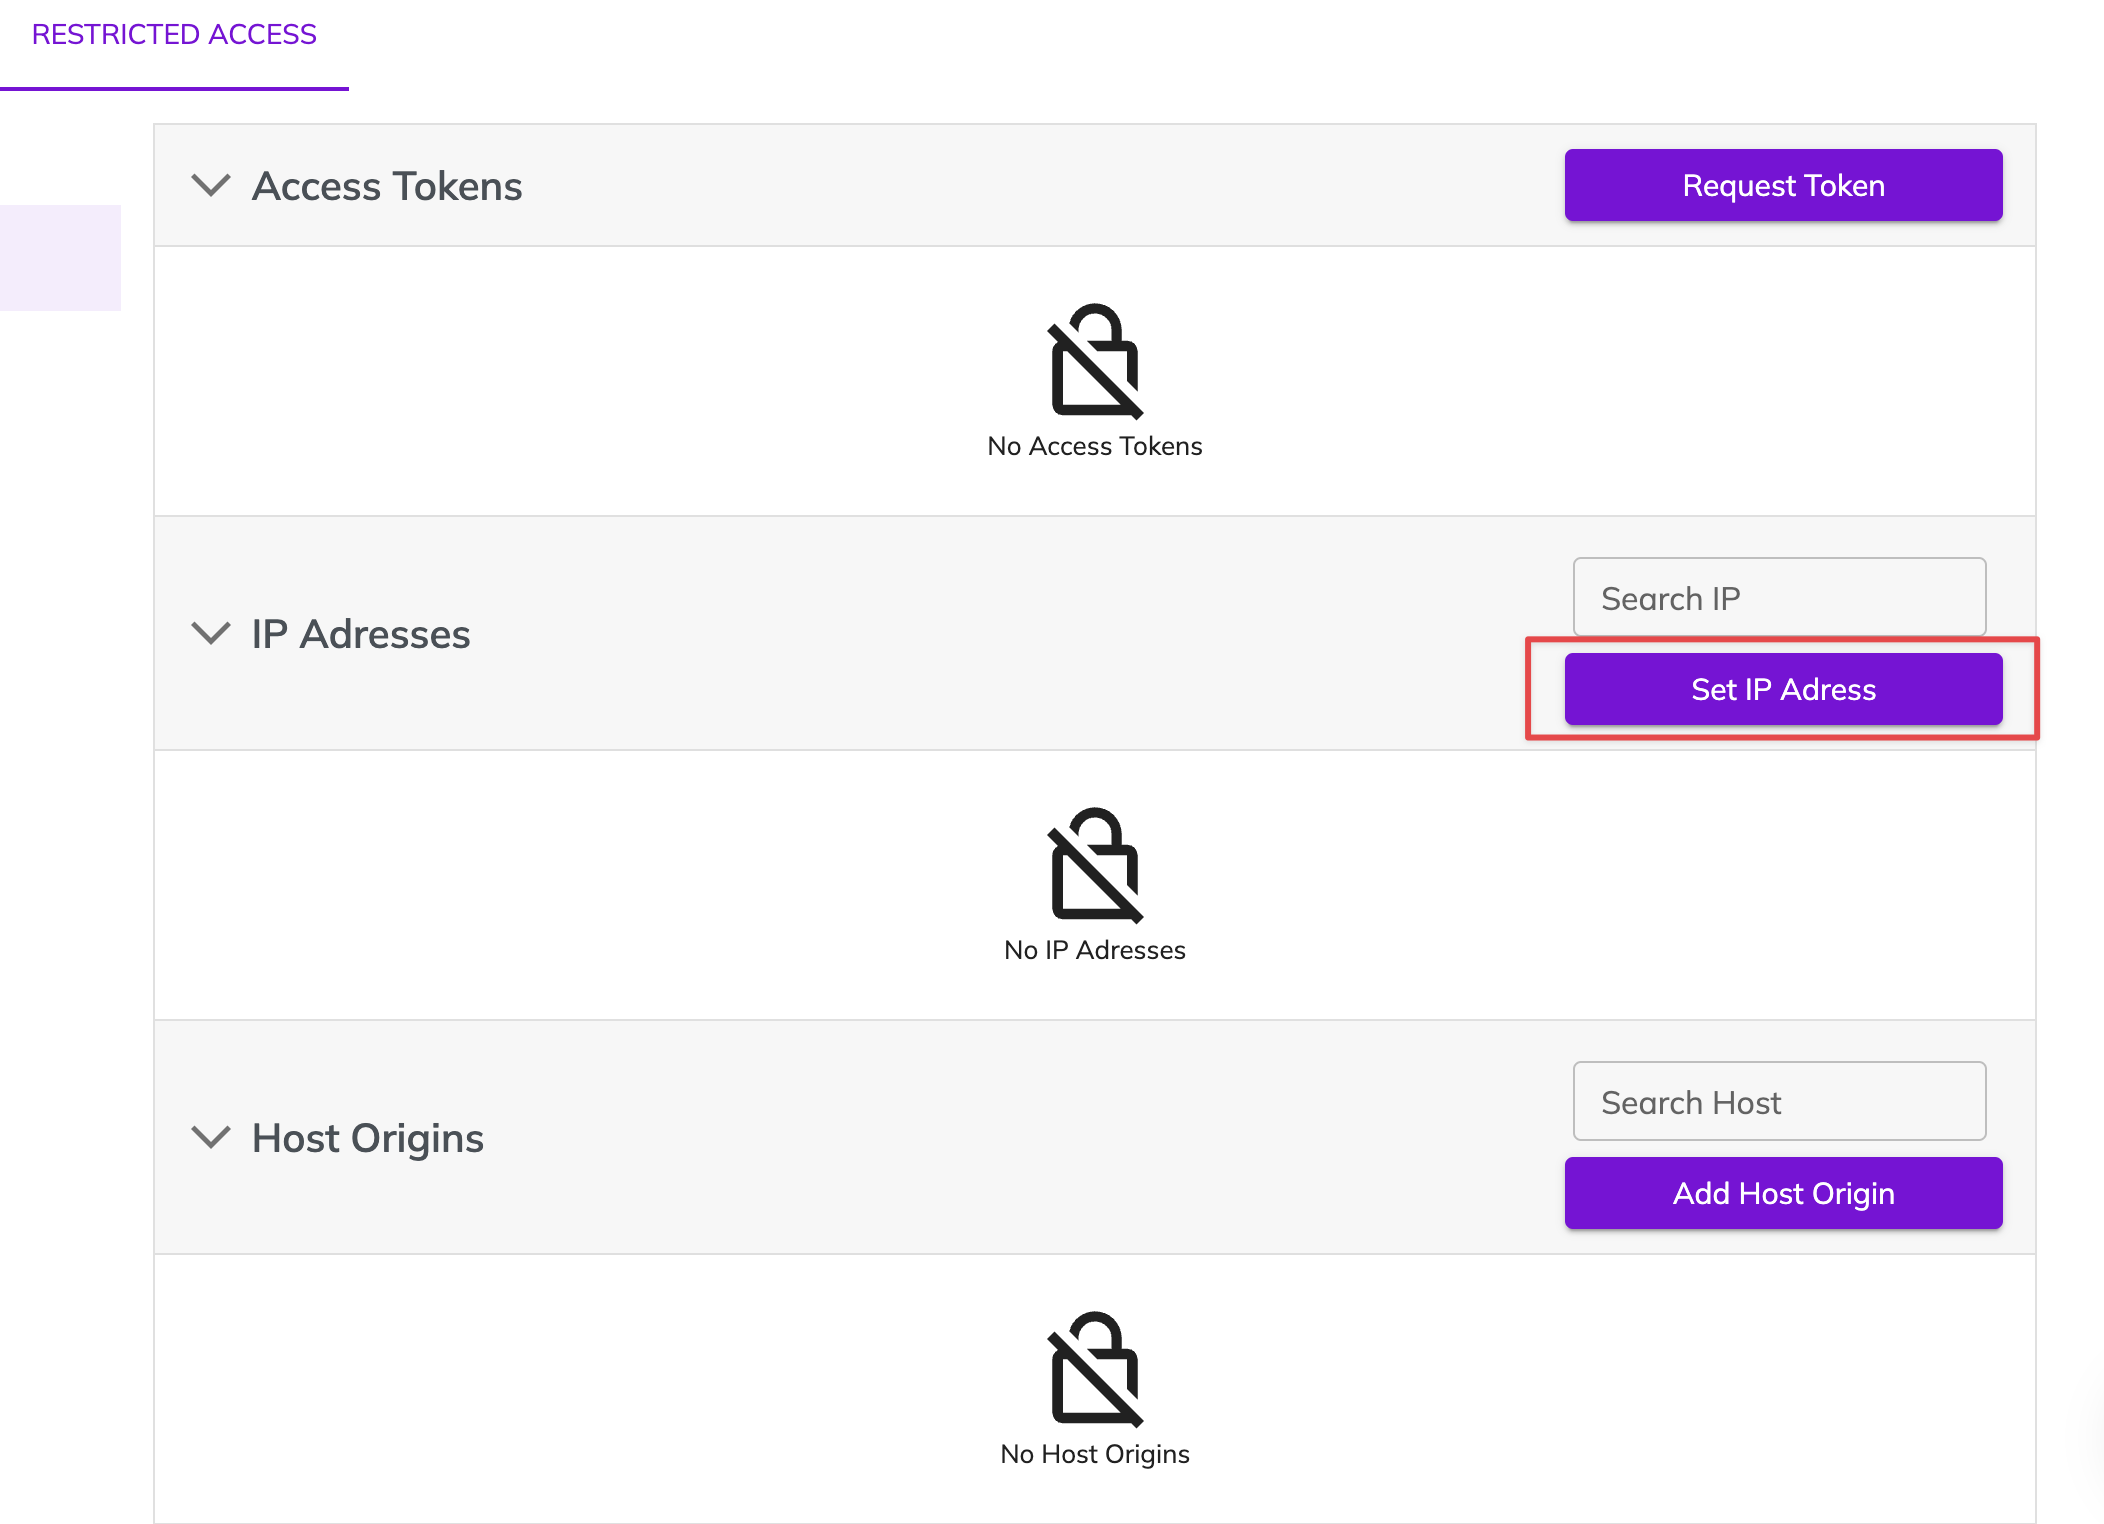 RESTRICTED ACCESS
Access Tokens
Request Token
No Access Tokens
Search IP
IP Adresses
Set IP Adress
No IP Adresses
Search Host
Host Origins
Add Host Origin
No Host Origins